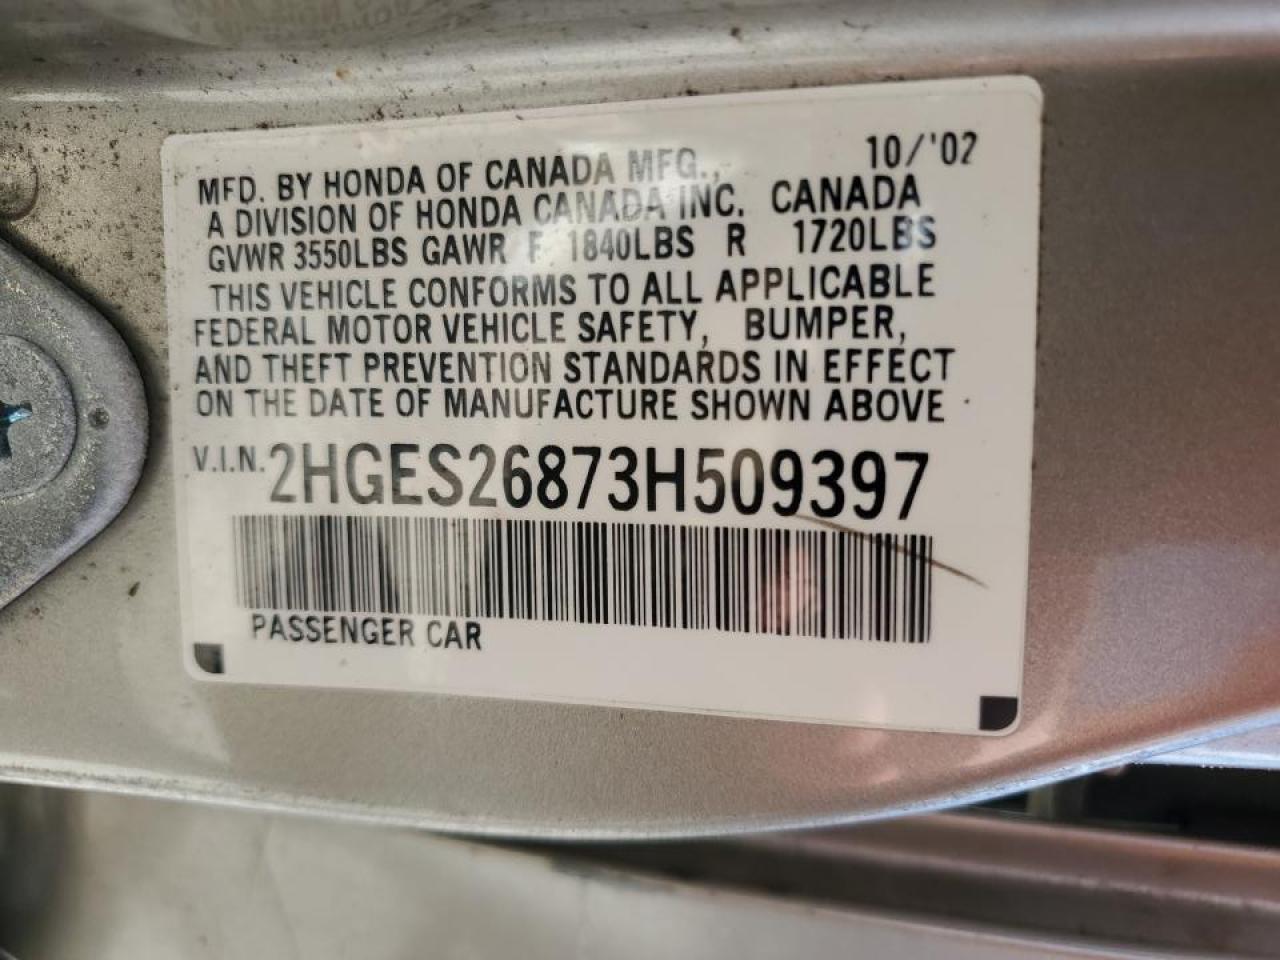 10/'02
MFD. BY HONDA OF CANADA MFG.,
A DIVISION OF HONDA CANADA INC. CANADA
GVWR 3550LBS GAWR F 1840LBS R 1720LBS
THIS VEHICLE CONFORMS TO ALL APPLICABLE
FEDERAL MOTOR VEHICLE SAFETY, BUMPER,
AND THEFT PREVENTION STANDARDS IN EFFECT
ON THE DATE OF MANUFACTURE SHOWN ABOVE .
V.I.N. 2HGES26873H509397
PASSENGER CAR